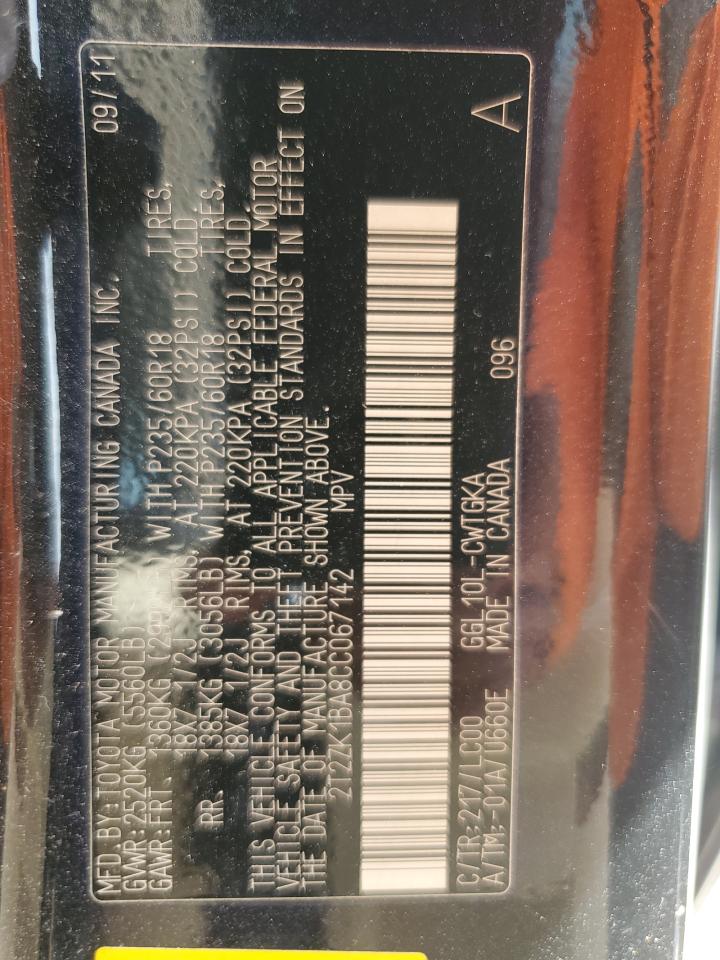 MFD.BY:TOYOTA MOTOR MANUFACTURING CANADA INC. 09/11
GVWR:2520KG (5560LB)
GAWR:FRT. 1360KG WITH P235/60R18 TIRES,
18X7 1/2J RIMS, AT 220KPA (32PSI) COLD
RR. 1385KG (3056LB) WITH P235/60R18 TIRES,
18X7 1/2J RIMS, AT 220KPA (32PSI) COLD
THIS VEHICLE CONFORMS TO ALL APPLICABLE FEDERAL MOTOR
VEHICLE SAFETY AND THEFT PREVENTION STANDARDS IN EFFECT ON
THE DATE OF MANUFACTURE SHOWN ABOVE.
2T2ZK1BA8CC067142 MPV
C/TR:217/LC00 GGL10L-CWTGKA
A/TM:-01A/U660E MADE IN CANADA 096 A